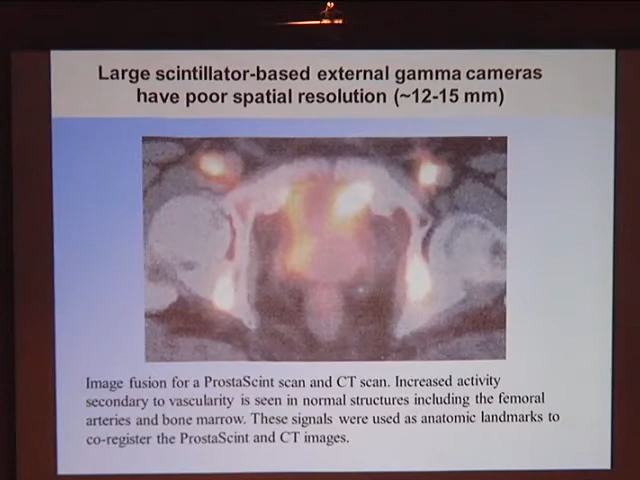 Large scintillator-based external gamma cameras
have poor spatial resolution (~12-15 mm)
Image fusion for a ProstaScint scan and CT scan. Increased activity
secondary to vascularity is seen in normal structures including the femoral
arteries and bone marrow. These signals were used as anatomic landmarks to
co-register the ProstaScint and CT images.